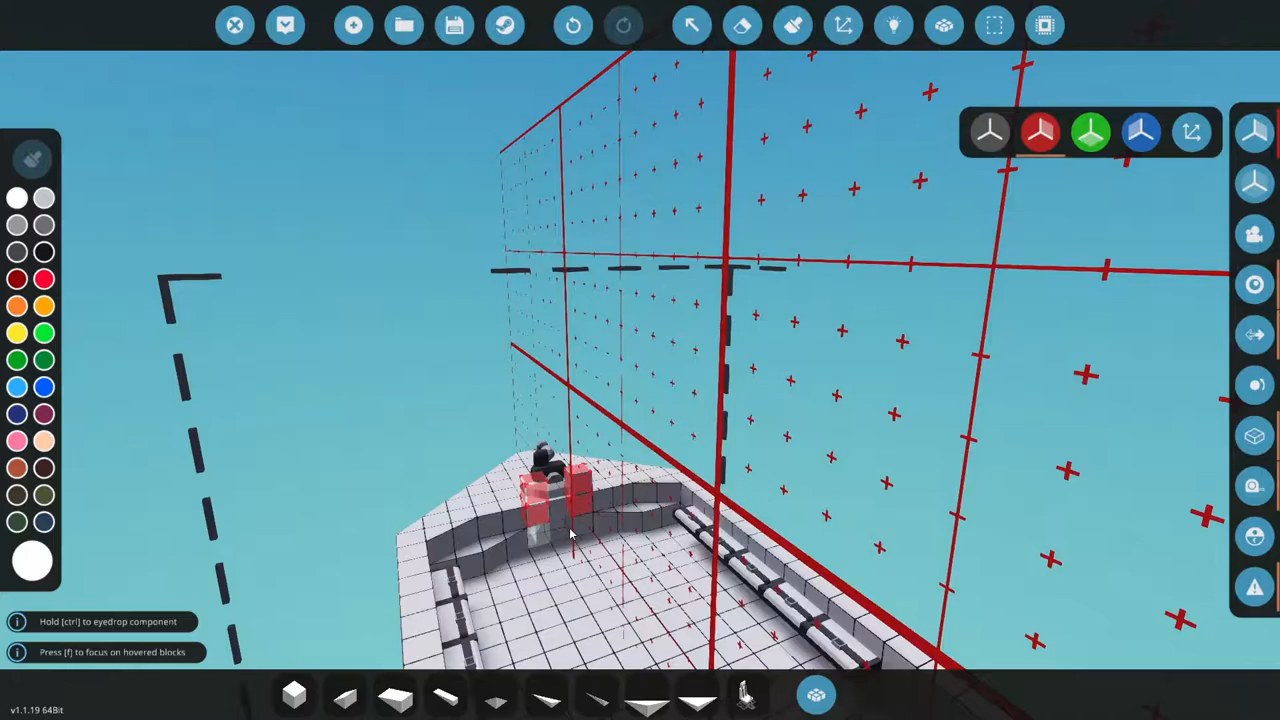 Hold [ctrl] to eyedrop component
Press [f] to focus on hovered blocks
v1.1.19 64Bit